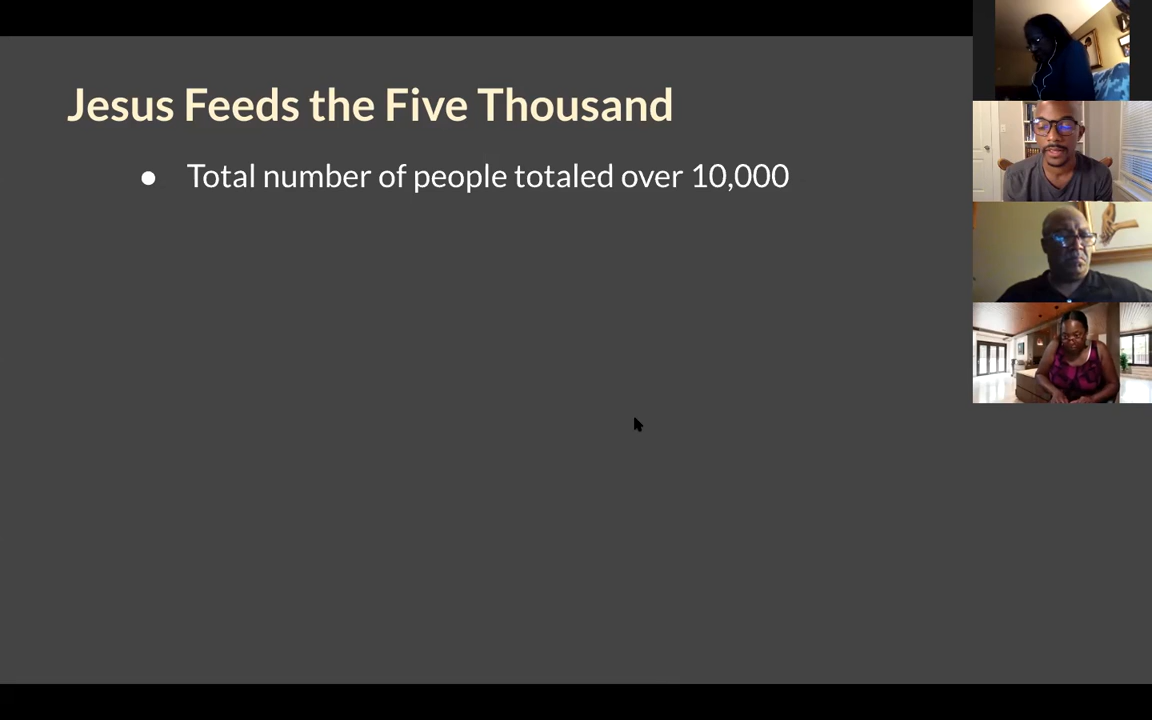 Jesus Feeds the Five Thousand
● Total number of people totaled over 10,000